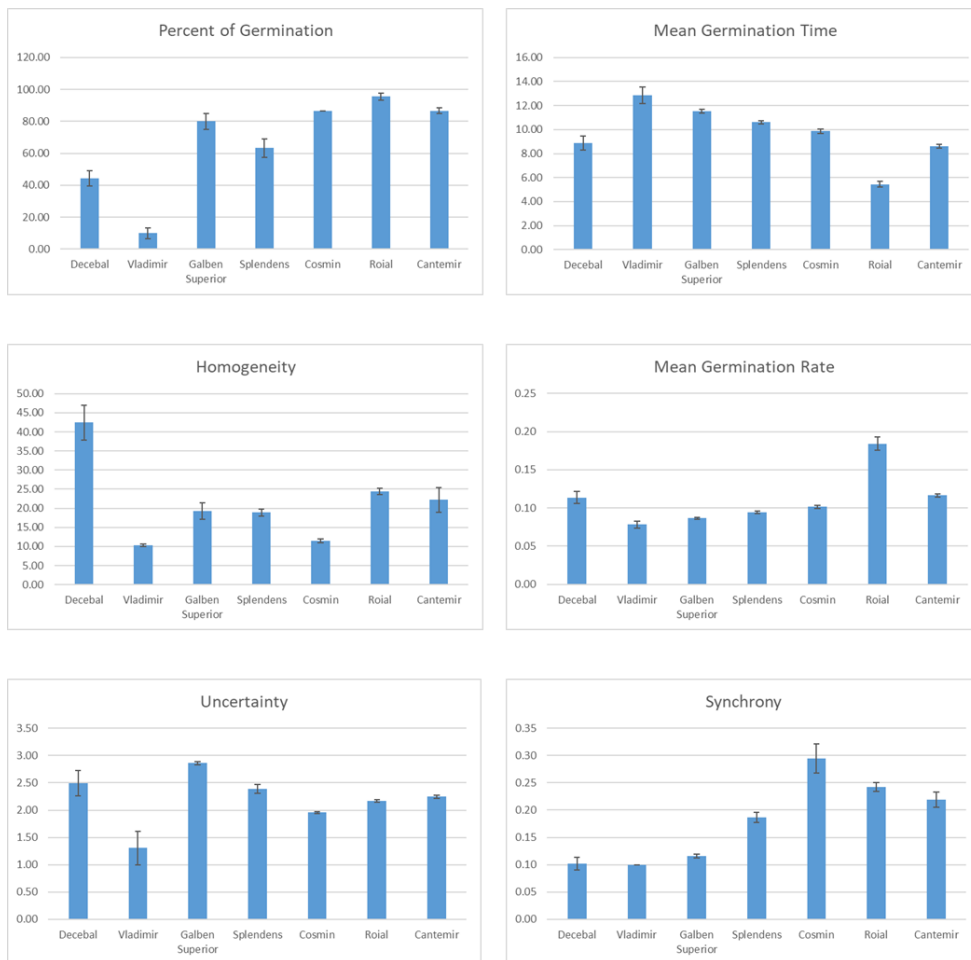 Percent of Germination
120.00
100.00
80.00
60.00
40.00
20.00
0.00
Decebal Vladimir Galben Splendens Cosmin Roial Cantemir
Superior
Mean Germination Time
16.00
14.00
12.00
10.00
8.00
6.00
4.00
2.00
0.00
Decebal Vladimir Galben Splendens Cosmin Roial Cantemir
Superior
Homogeneity
50.00
45.00
40.00
35.00
30.00
25.00
20.00
15.00
10.00
5.00
0.00
Decebal Vladimir Galben Splendens Cosmin Roial Cantemir
Superior
Mean Germination Rate
0.25
0.20
0.15
0.10
0.05
0.00
Decebal Vladimir Galben Splendens Cosmin Roial Cantemir
Superior
Uncertainty
3.50
3.00
2.50
2.00
1.50
1.00
0.50
0.00
Decebal Vladimir Galben Splendens Cosmin Roial Cantemir
Superior
Synchrony
0.35
0.30
0.25
0.20
0.15
0.10
0.05
0.00
Decebal Vladimir Galben Splendens Cosmin Roial Cantemir
Superior